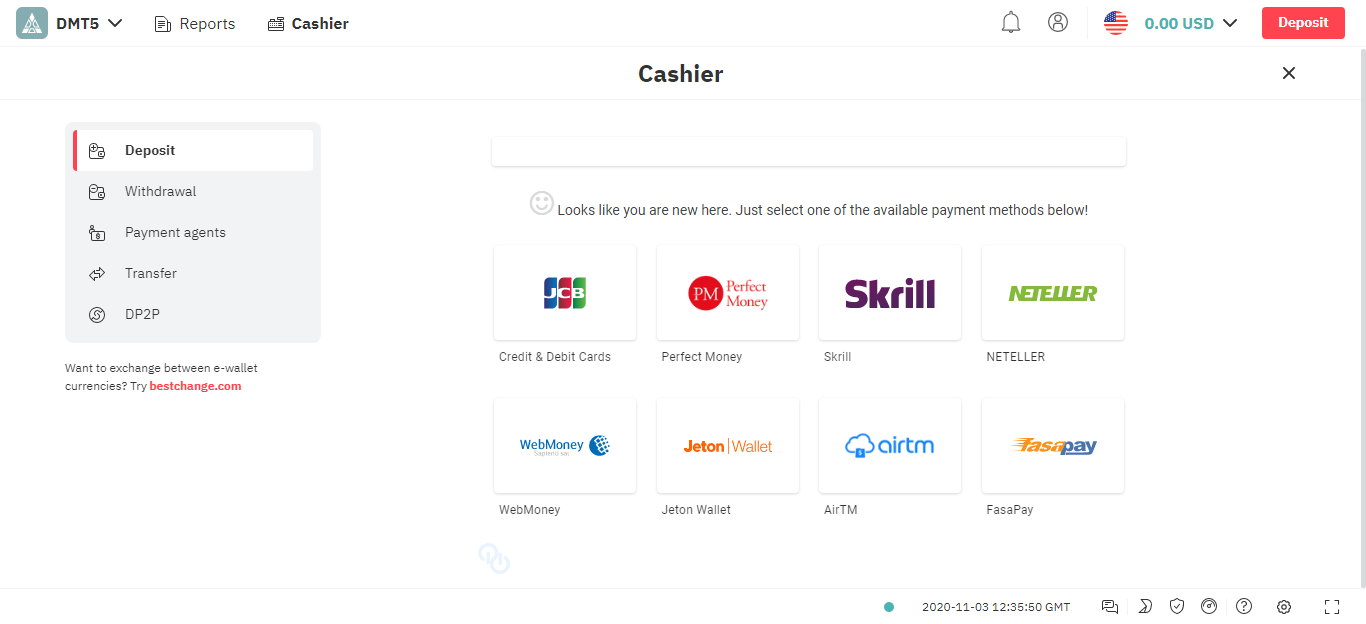 DMT5
Reports
Cashier
0.00 USD
Deposit
Cashier
Deposit
Withdrawal
Payment agents
Transfer
DP2P
Want to exchange between e-wallet
currencies? Try bestchange.com
Looks like you are new here. Just select one of the available payment methods below!
JCB
PM Perfect
Money
Skrill
NETELLER
Credit & Debit Cards
Perfect Money
Skrill
NETELLER
WebMoney
Sapienti sat
Jeton Wallet
airtm
fasapay
WebMoney
Jeton Wallet
AirTM
FasaPay
2020-11-03 12:35:50 GMT